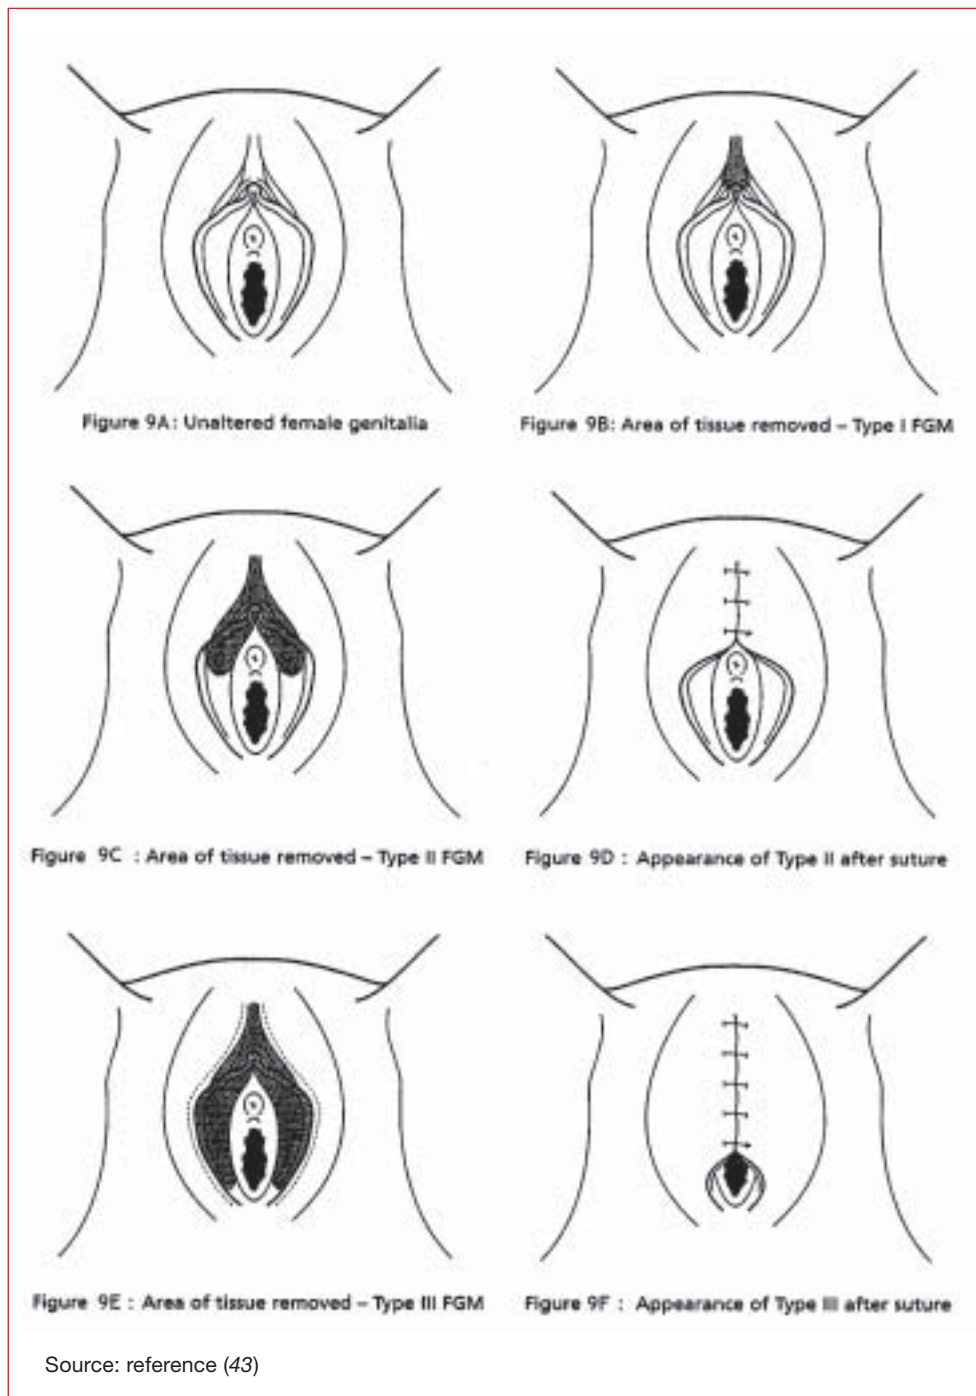 Figure 9A: Unaltered female genitalia
Figure 9B: Area of tissue removed – Type I FGM
Figure 9C : Area of tissue removed – Type II FGM
Figure 9D : Appearance of Type II after suture
Figure 9E : Area of tissue removed – Type III FGM
Figure 9F : Appearance of Type III after suture
Source: reference (43)